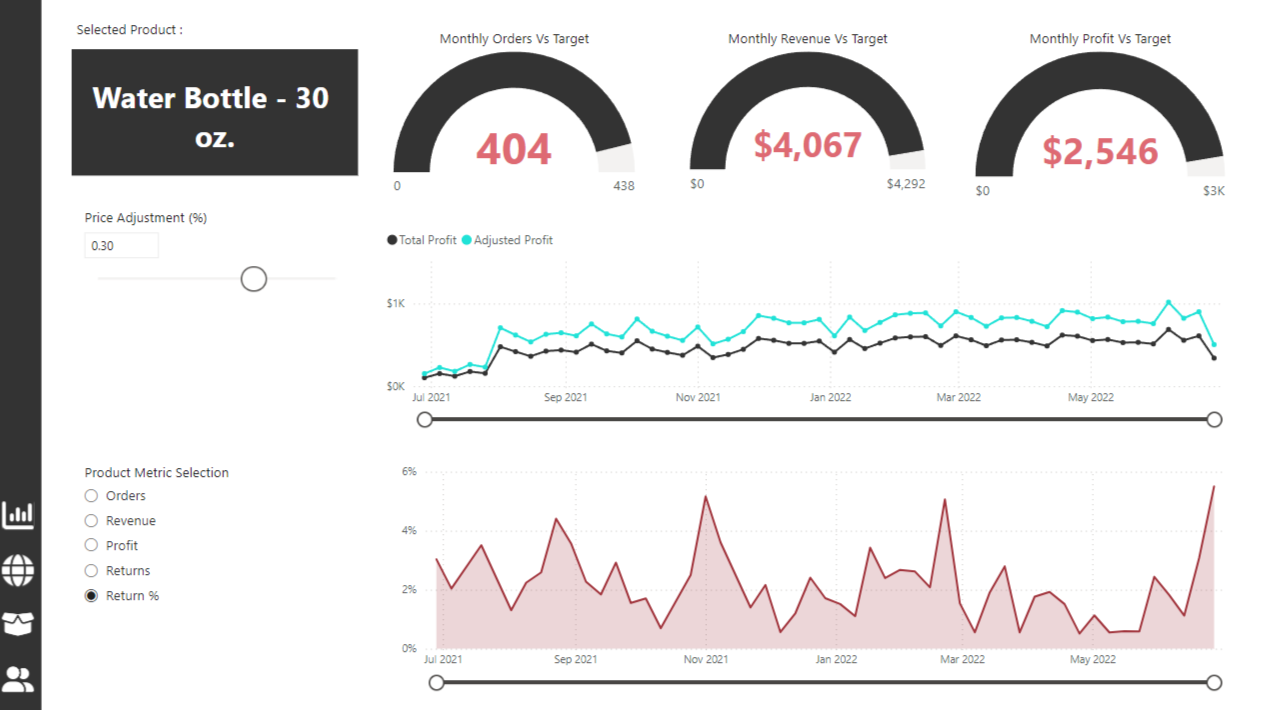 Selected Product :
Water Bottle - 30
oz.
Monthly Orders Vs Target
404
0
438
Monthly Revenue Vs Target
$4,067
$0
$4,292
Monthly Profit Vs Target
$2,546
$0
$3K
Price Adjustment (%)
0.30
Total Profit
Adjusted Profit
$1K
$0K
Jul 2021
Sep 2021
Nov 2021
Jan 2022
Mar 2022
May 2022
Product Metric Selection
Orders
Revenue
Profit
Returns
Return %
6%
4%
2%
0%
Jul 2021
Sep 2021
Nov 2021
Jan 2022
Mar 2022
May 2022